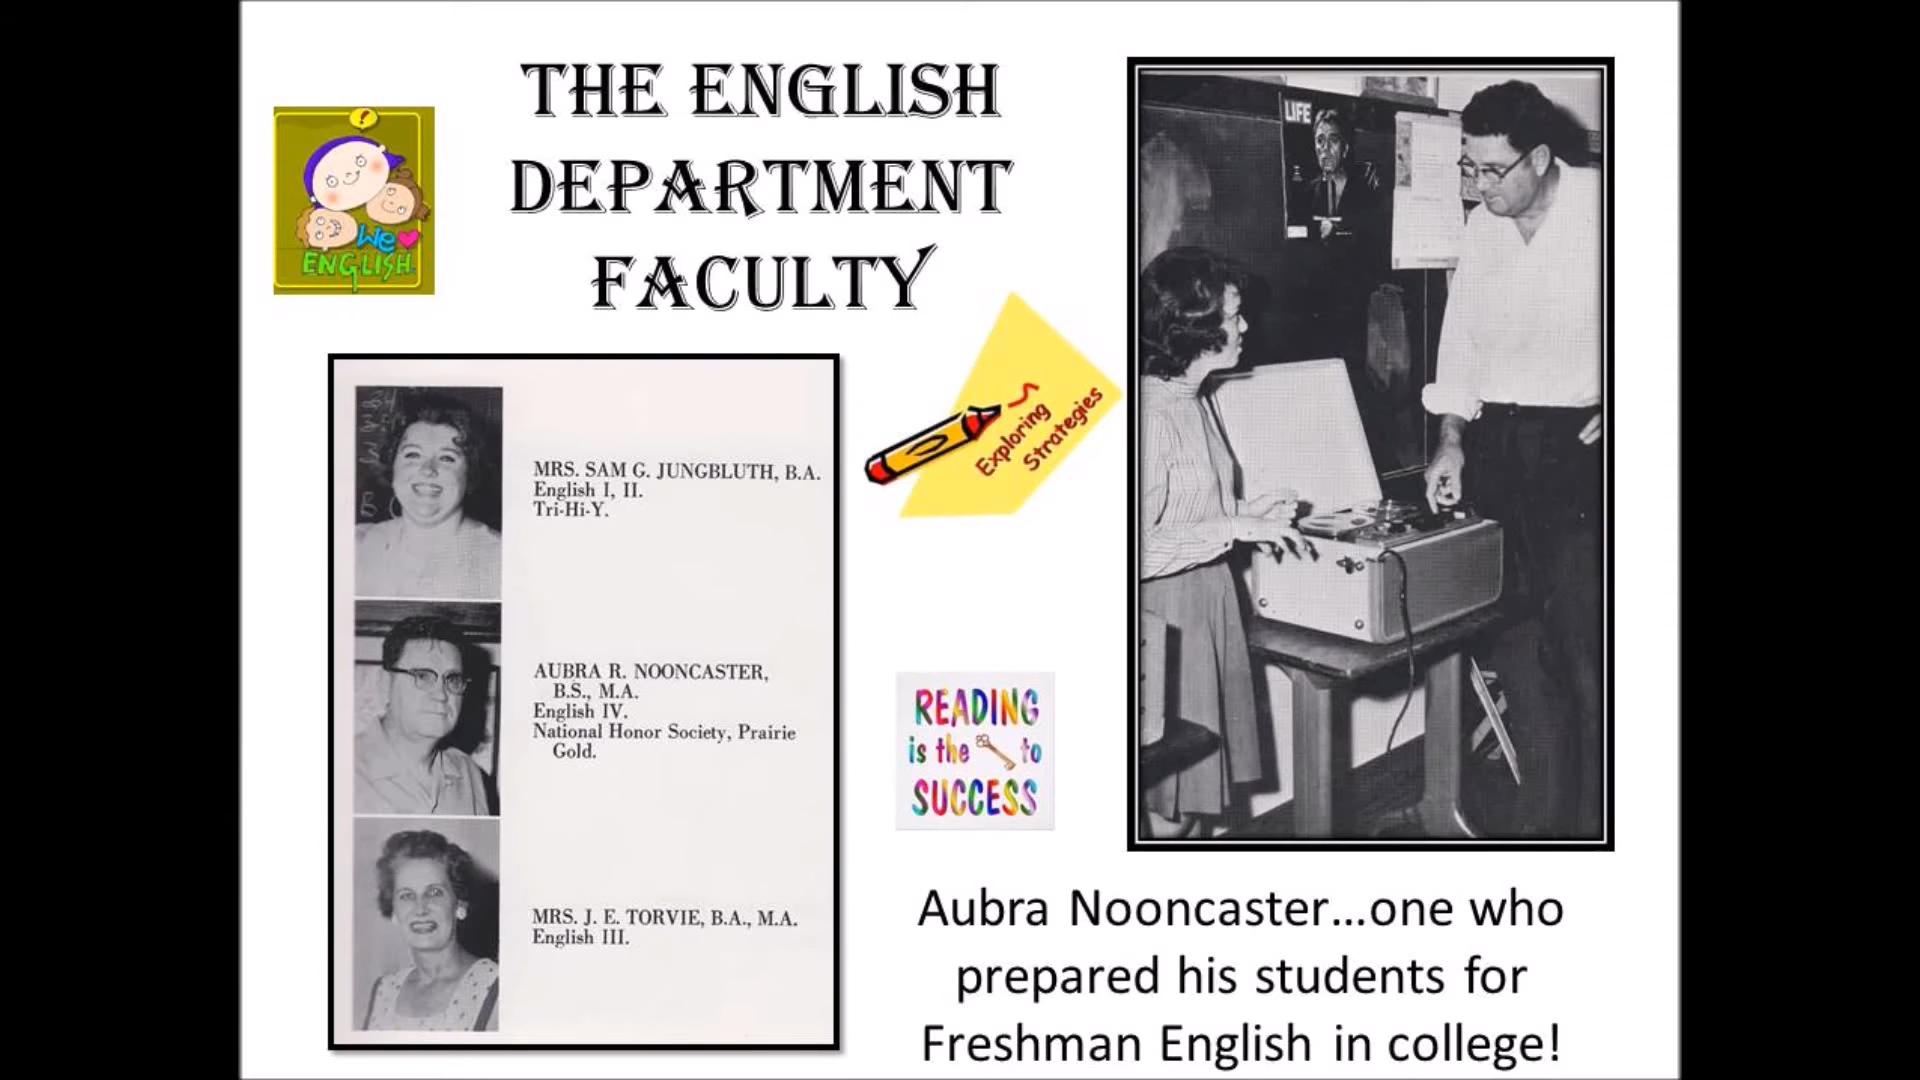 THE ENGLISH
DEPARTMENT
FACULTY
!
We
ENGLISH
LIFE
Exploring
Strategies
MRS. SAM G. JUNGBLUTH, B.A.
English I, II.
Tri-Hi-Y.
AUBRA R. NOONCASTER,
B.S., M.A.
English IV.
National Honor Society, Prairie
Gold.
MRS. J. E. TORVIE, B.A., M.A.
English III.
READING
is the to
SUCCESS
Aubra Nooncaster...one who
prepared his students for
Freshman English in college!